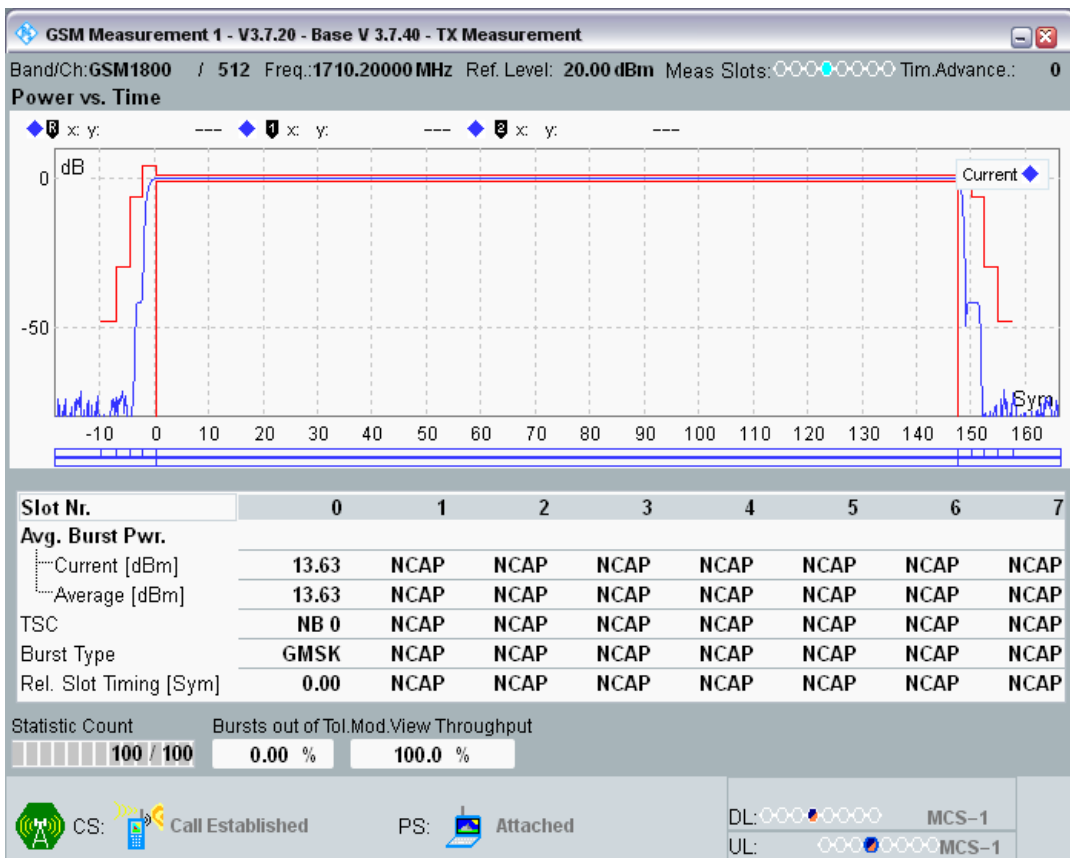 GSM Measurement 1 - V3.7.20 - Base V 3.7.40 - TX Measurement
Band/Ch:GSM1800 / 512 Freq.:1710.20000 MHz Ref. Level: 20.00 dBm Meas Slots: Tim.Advance.: 0
Power vs. Time
R x: y: --- 1 x: y: --- 2 x: y: ---
dB
Current
0
-50
Sym
-10 0 10 20 30 40 50 60 70 80 90 100 110 120 130 140 150 160
Slot Nr. 0 1 2 3 4 5 6 7
Avg. Burst Pwr.
Current [dBm] 13.63 NCAP NCAP NCAP NCAP NCAP NCAP NCAP
Average [dBm] 13.63 NCAP NCAP NCAP NCAP NCAP NCAP NCAP
TSC NB 0 NCAP NCAP NCAP NCAP NCAP NCAP NCAP
Burst Type GMSK NCAP NCAP NCAP NCAP NCAP NCAP NCAP
Rel. Slot Timing [Sym] 0.00 NCAP NCAP NCAP NCAP NCAP NCAP NCAP
Statistic Count Bursts out of Tol.Mod.View Throughput
100 / 100 0.00 % 100.0 %
CS: Call Established PS: Attached
DL: MCS-1
UL: MCS-1